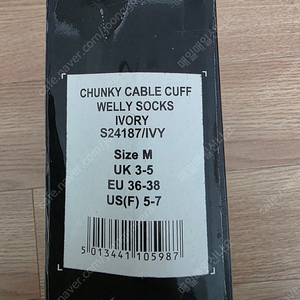 CHUNKY CABLE CUFF
WELLY SOCKS
IVORY
S24187/IVY
Size M
UK 3-5
EU 36-38
US(F) 5-7
5 013441 105987